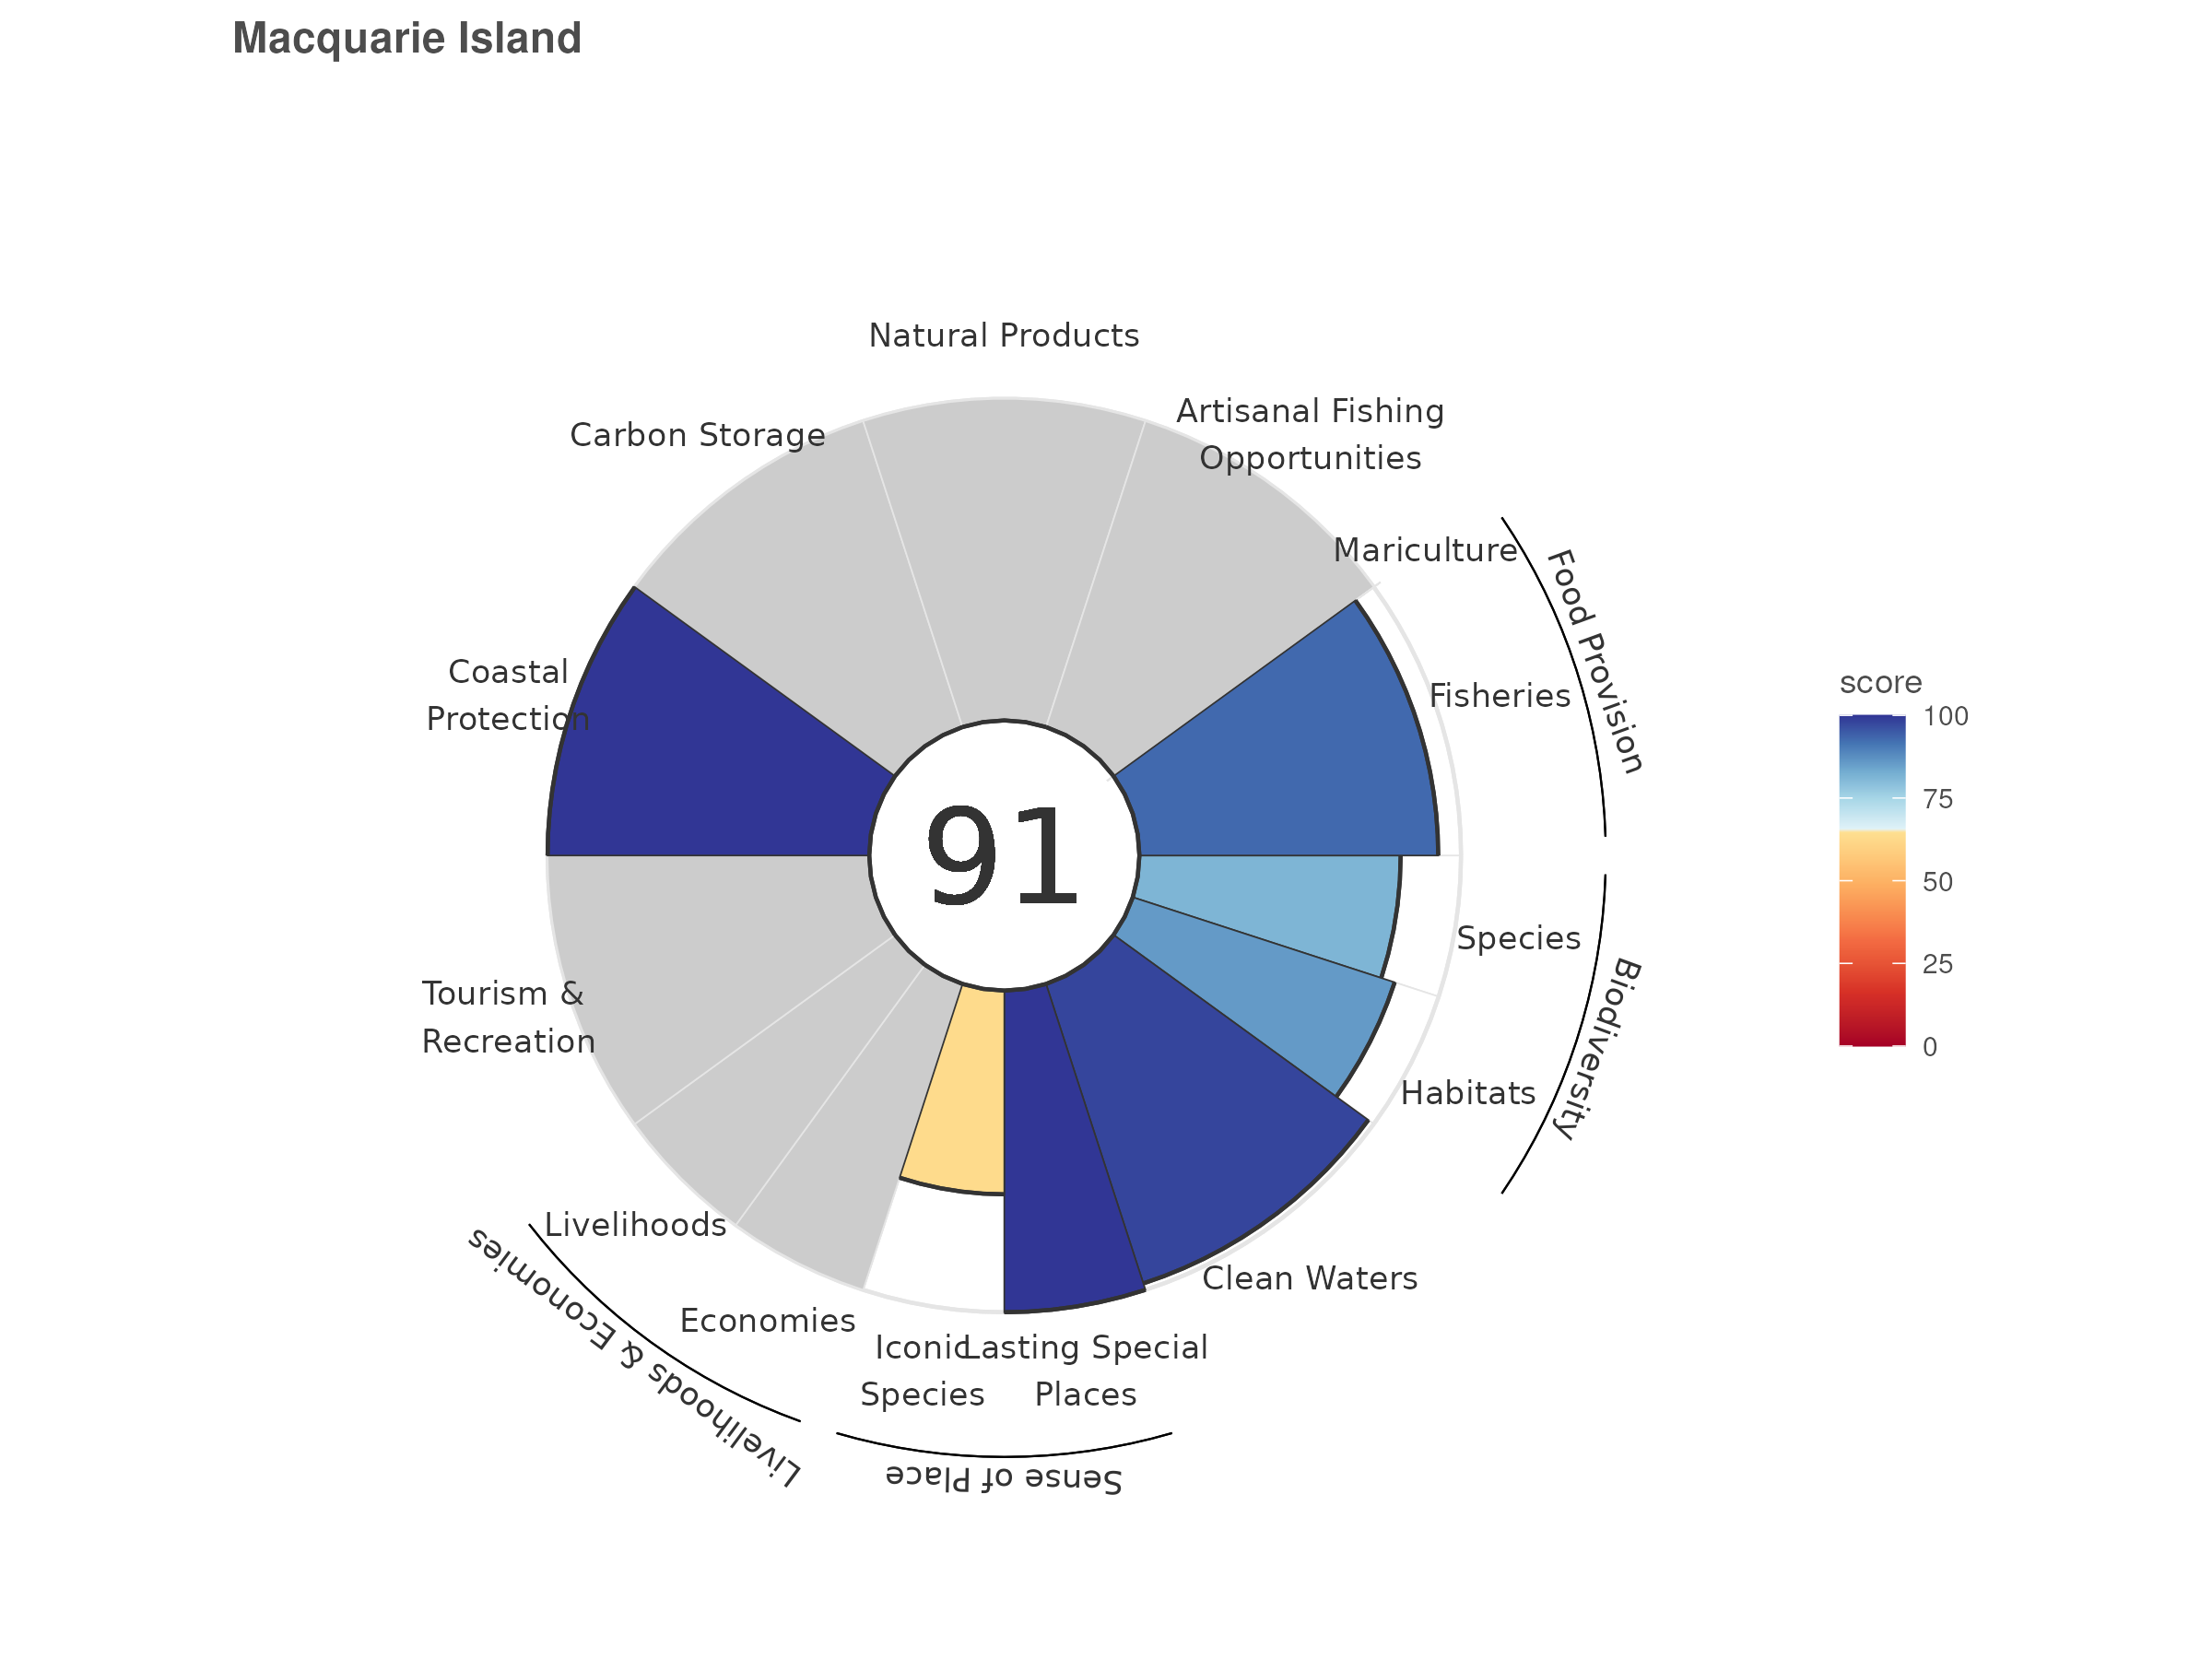 Macquarie Island
Natural Products
Artisanal Fishing
Opportunities
Carbon Storage
Mariculture
Food Provision
Fisheries
Coastal
Protection
score
100
75
50
25
0
91
Species
Biodiversity
Habitats
Tourism &
Recreation
Livelihoods
Livelihoods & Economies
Economies
Clean Waters
Iconic
Species
Lasting Special
Places
Sense of Place